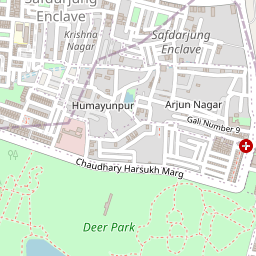 Safdarjung
Enclave
Krishna
Nagar
Safdarjung
Enclave
Humayunpur
Arjun Nagar
Gali Number 9
Chaudhary Harsukh Marg
Deer Park